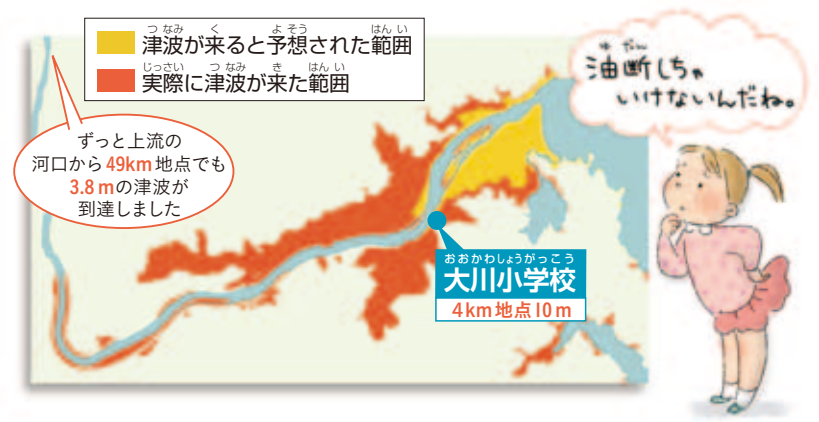 津波が来ると予想された範囲
つなみ く よそう はんい
実際に津波が来た範囲
じっさい つなみ き はんい
ずっと上流の
河口から49km地点でも
3.8mの津波が
到達しました
油断しちゃ
ゆだん
いけないんだね。
おおかわしょうがっこう
大川小学校
4km地点10m